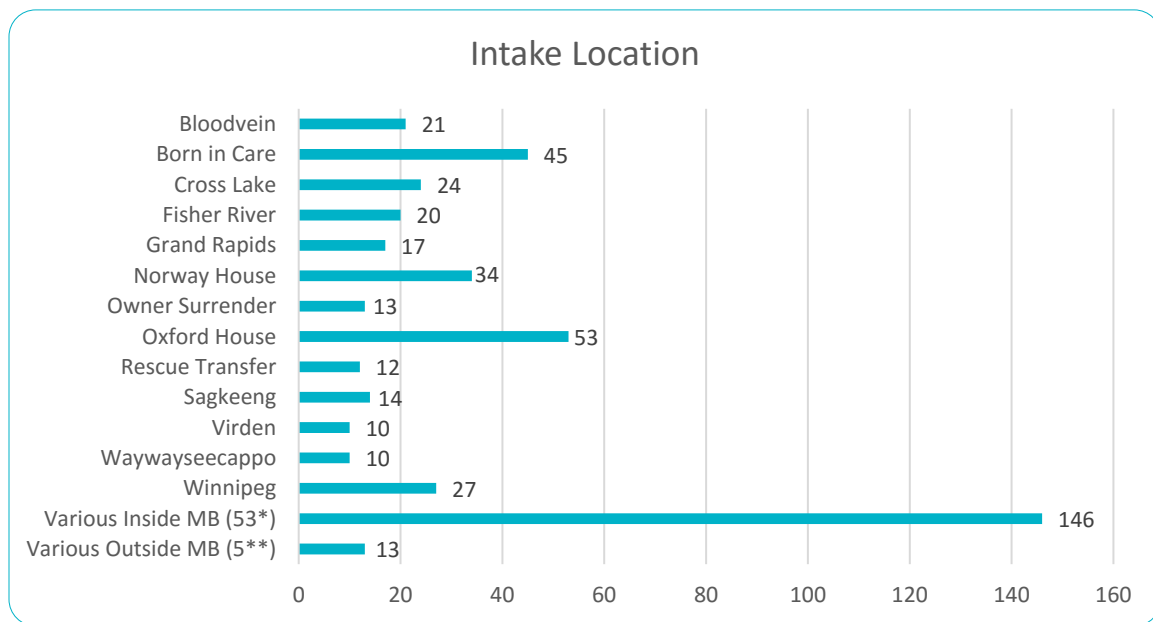 Intake Location
Bloodvein 21
Born in Care 45
Cross Lake 24
Fisher River 20
Grand Rapids 17
Norway House 34
Owner Surrender 13
Oxford House 53
Rescue Transfer 12
Sagkeeng 14
Virden 10
Waywayseecappo 10
Winnipeg 27
Various Inside MB (53*) 146
Various Outside MB (5**) 13
0 20 40 60 80 100 120 140 160